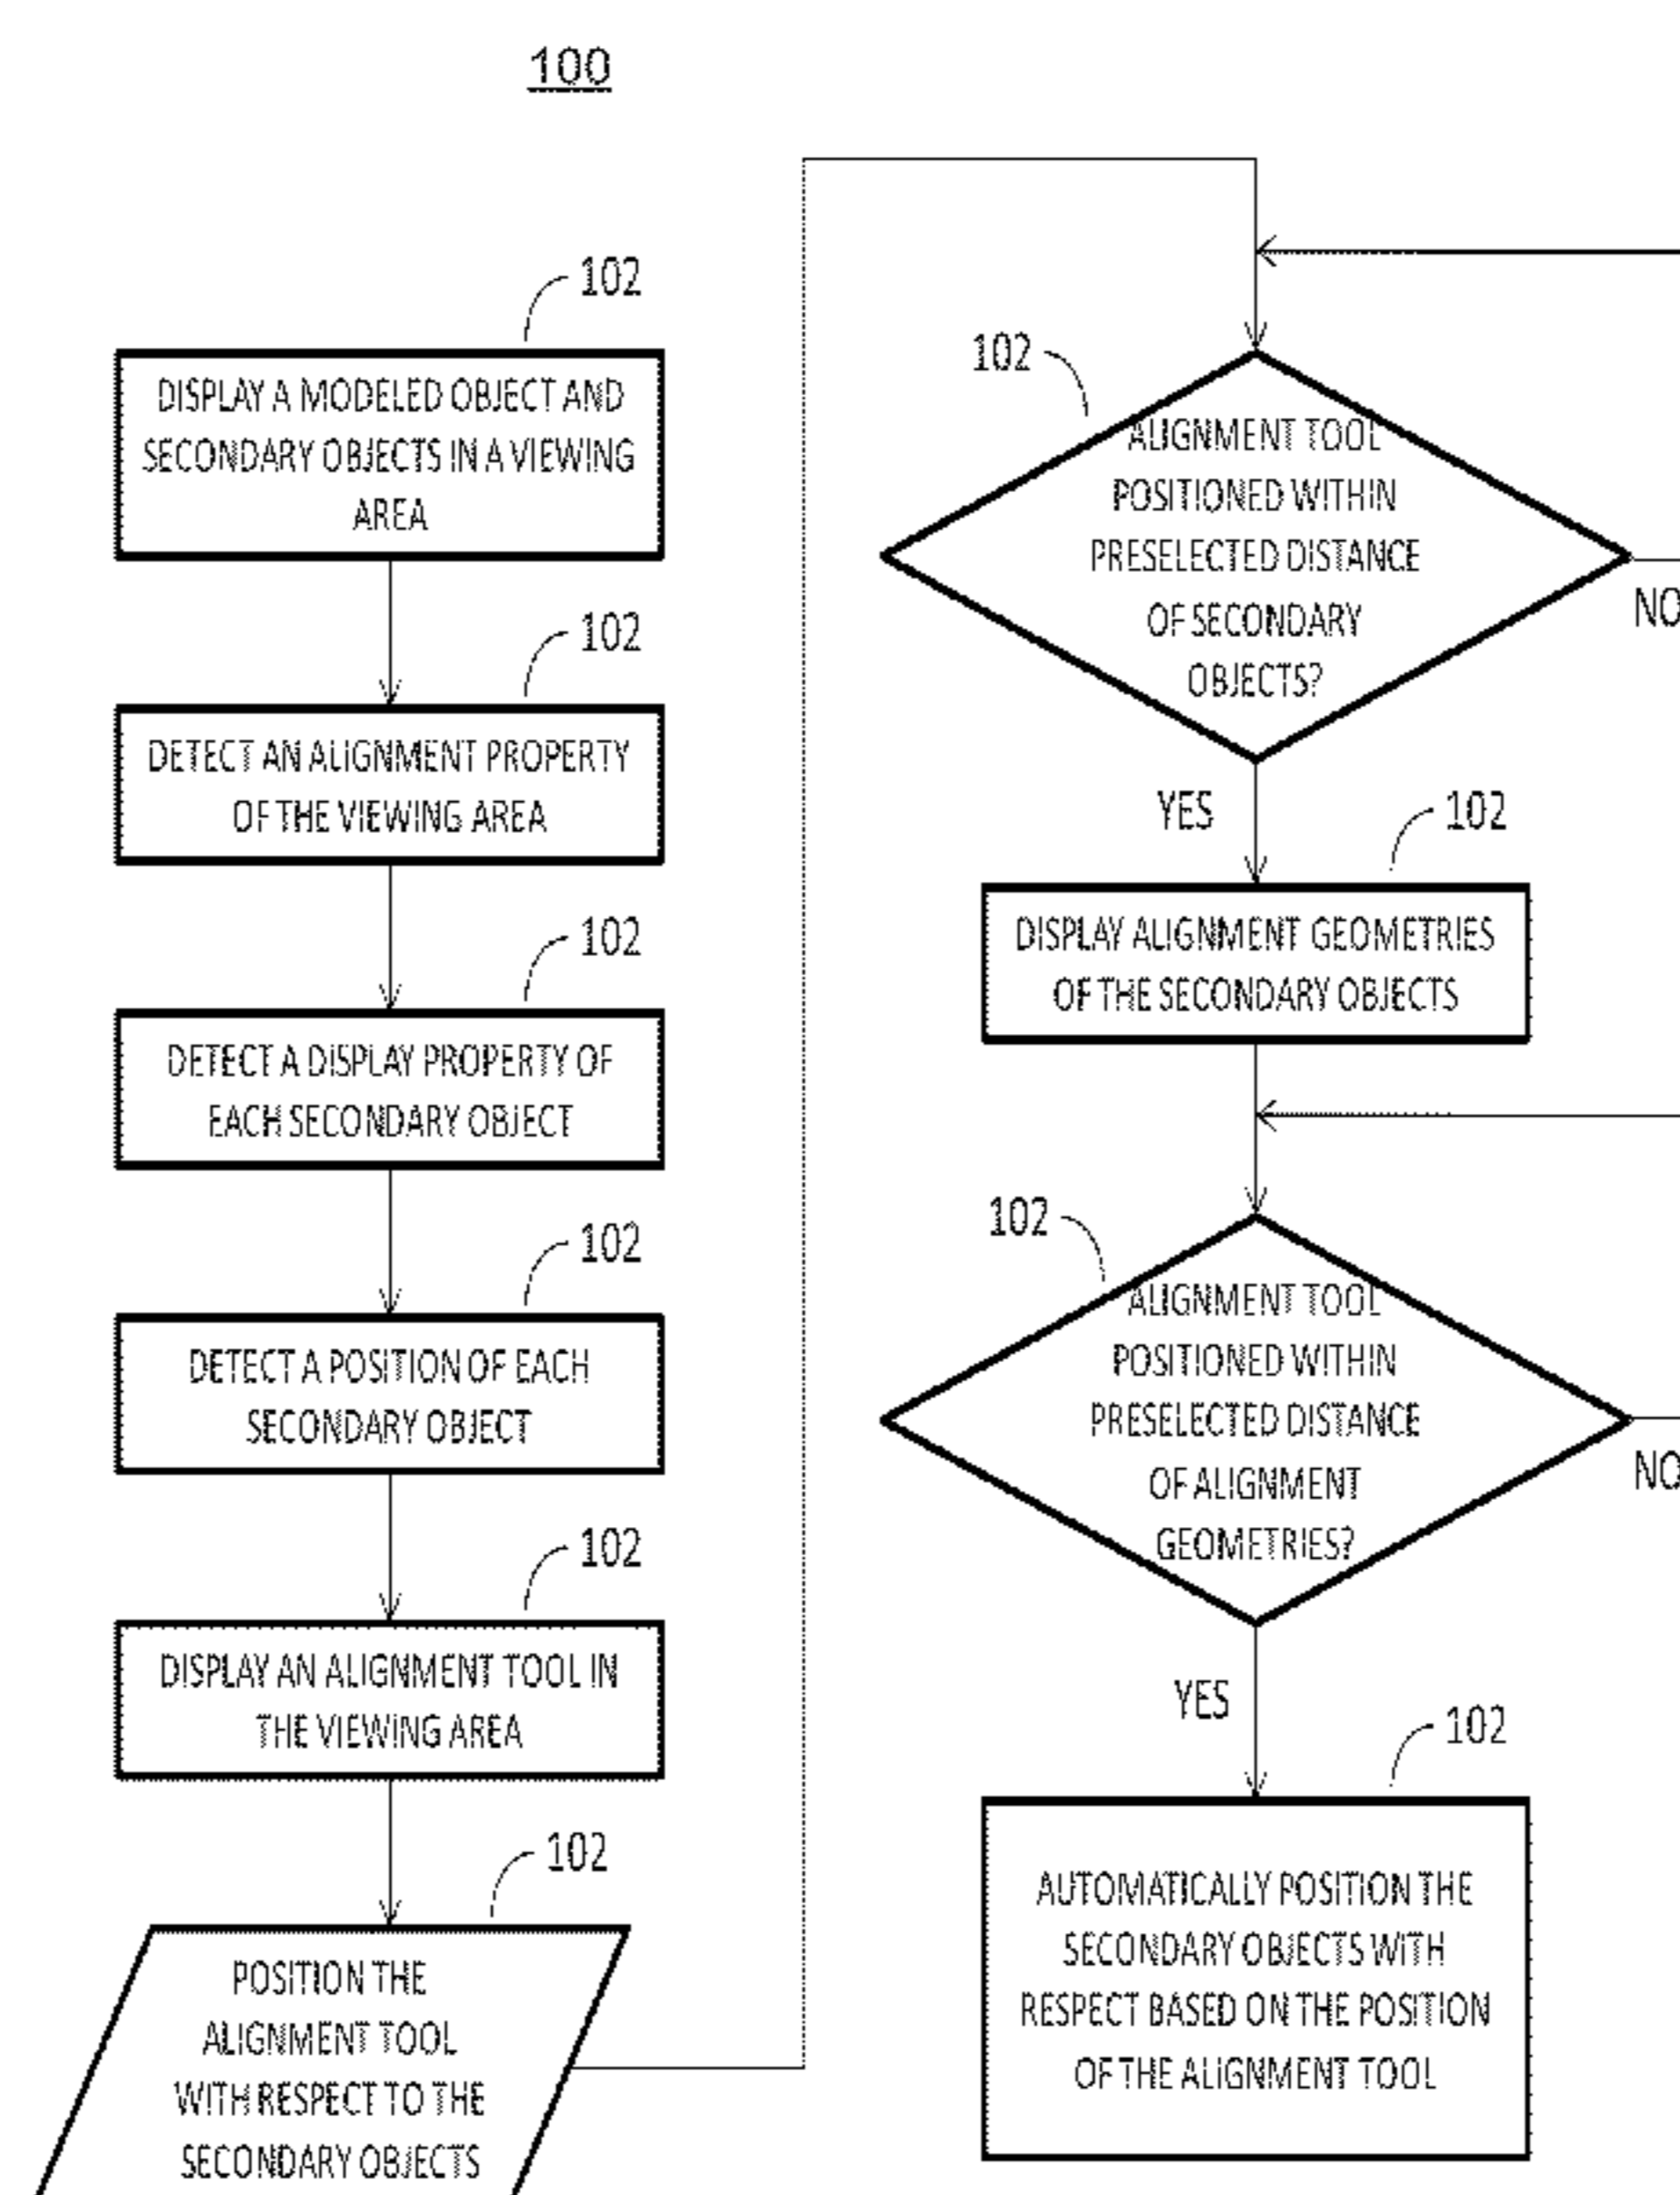 100
102
DISPLAY A MODELED OBJECT AND
SECONDARY OBJECTS IN A VIEWING
AREA
102
DETECT AN ALIGNMENT PROPERTY
OF THE VIEWING AREA
102
DETECT A DISPLAY PROPERTY OF
EACH SECONDARY OBJECT
102
DETECT A POSITION OF EACH
SECONDARY OBJECT
102
DISPLAY AN ALIGNMENT TOOL IN
THE VIEWING AREA
102
POSITION THE
ALIGNMENT TOOL
WITH RESPECT TO THE
SECONDARY OBJECTS
102
ALIGNMENT TOOL
POSITIONED WITHIN
PRESELECTED DISTANCE
OF SECONDARY
OBJECTS?
NO
YES
102
DISPLAY ALIGNMENT GEOMETRIES
OF THE SECONDARY OBJECTS
102
ALIGNMENT TOOL
POSITIONED WITHIN
PRESELECTED DISTANCE
OF ALIGNMENT
GEOMETRIES?
NO
YES
102
AUTOMATICALLY POSITION THE
SECONDARY OBJECTS WITH
RESPECT BASED ON THE POSITION
OF THE ALIGNMENT TOOL